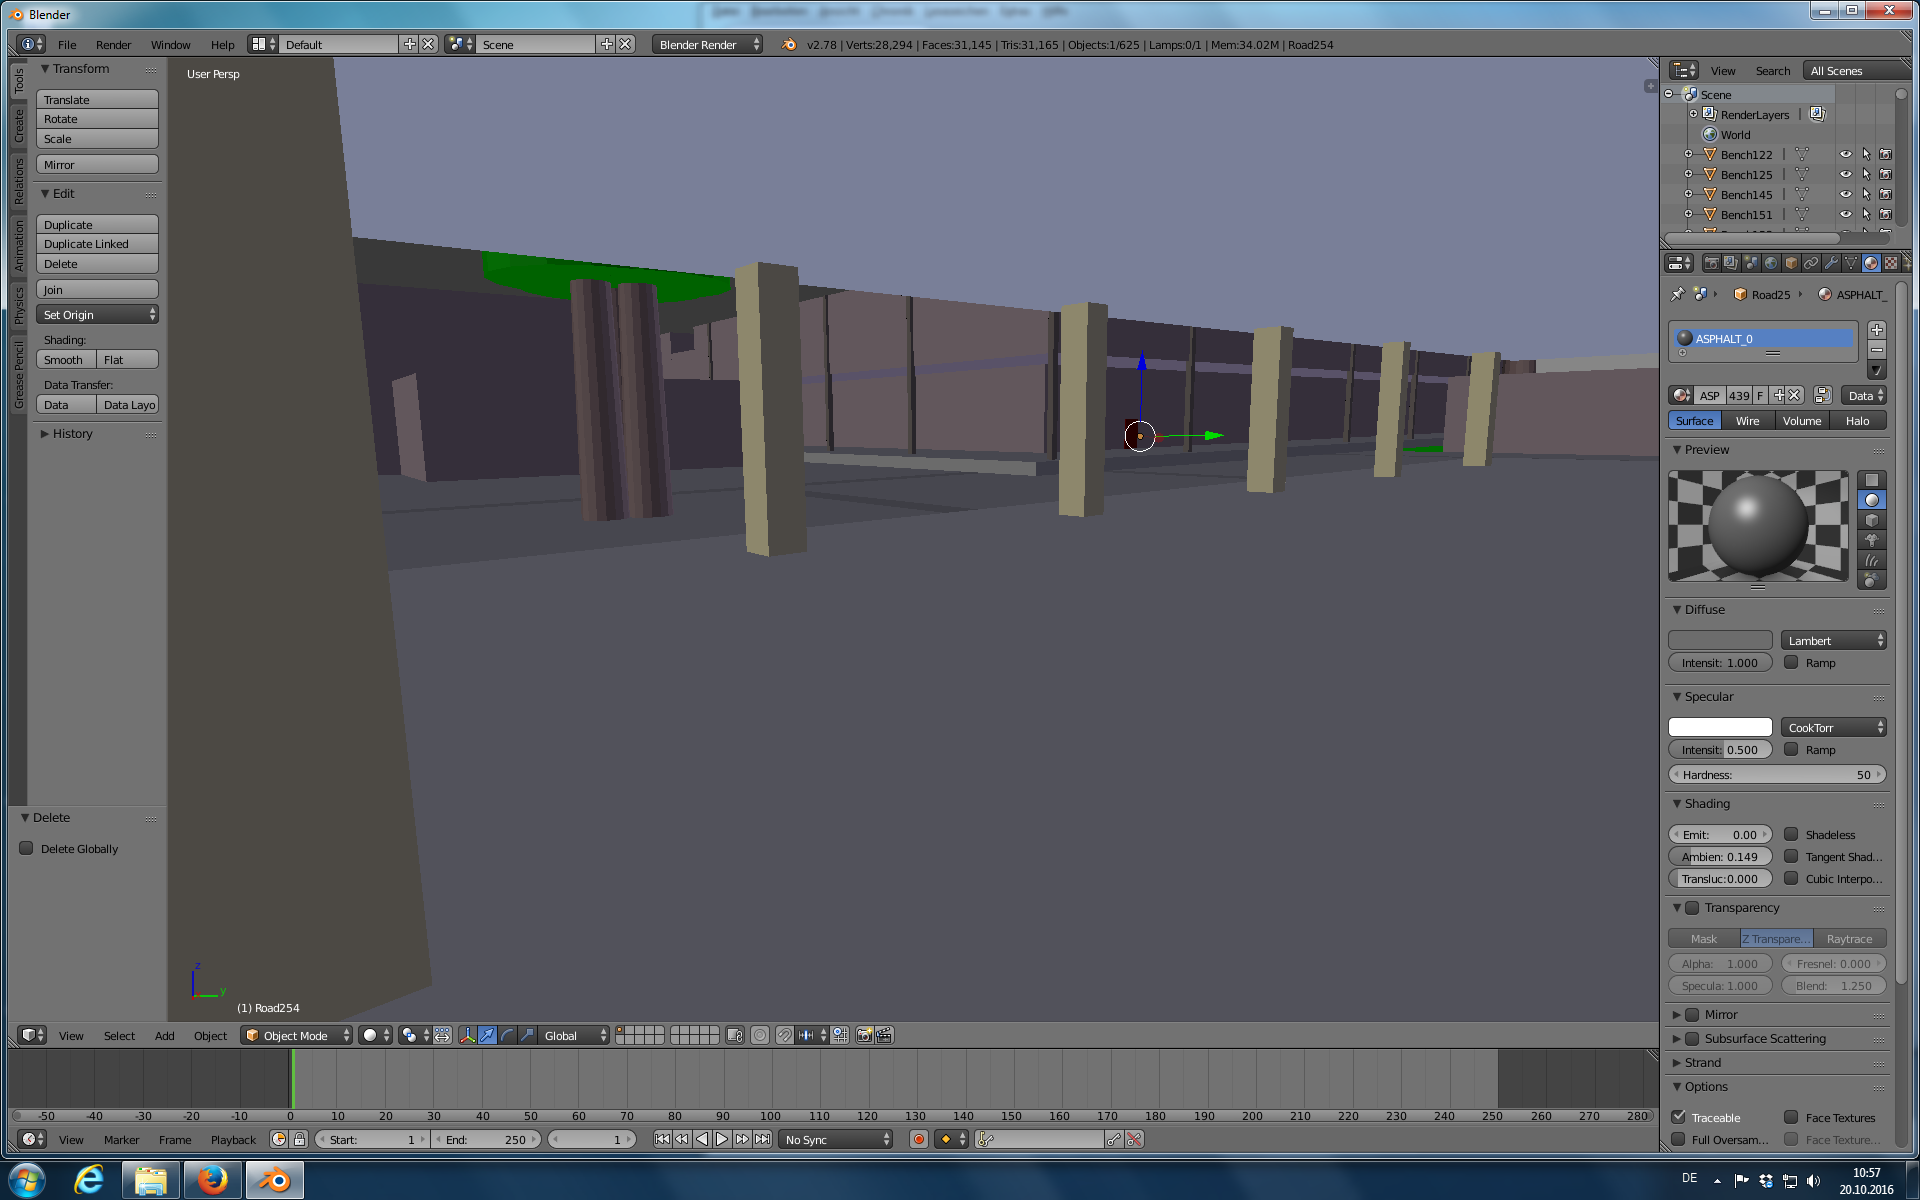 Blender
File Render Window Help Default Scene Blender Render v2.78 | Verts:28,294 | Faces:31,145 | Tris:31,165 | Objects:1/625 | Lamps:0/1 | Mem:34.02M | Road254
Tools
Create
Relations
Animation
Physics
Grease Pencil
Transform
Translate
Rotate
Scale
Mirror
Edit
Duplicate
Duplicate Linked
Delete
Join
Set Origin
Shading:
Smooth Flat
Data Transfer:
Data Data Layo
History
Delete
Delete Globally
User Persp
z
y
(1) Road254
View Select Add Object Object Mode Global
-50 -40 -30 -20 -10 0 10 20 30 40 50 60 70 80 90 100 110 120 130 140 150 160 170 180 190 200 210 220 230 240 250 260 270 280
View Marker Frame Playback Start: 1 End: 250 1 No Sync
View Search All Scenes
Scene
RenderLayers |
World
Bench122 |
Bench125 |
Bench145 |
Bench151 |
Road25 ASPHALT_
ASPHALT_0
ASP 439 F Data
Surface Wire Volume Halo
Preview
Diffuse
Lambert
Intensit: 1.000 Ramp
Specular
CookTorr
Intensit: 0.500 Ramp
Hardness: 50
Shading
Emit: 0.00 Shadeless
Ambien: 0.149 Tangent Shad...
Transluc:0.000 Cubic Interpo...
Transparency
Mask Z Transpare... Raytrace
Alpha: 1.000 Fresnel: 0.000
Specula: 1.000 Blend: 1.250
Mirror
Subsurface Scattering
Strand
Options
Traceable Face Textures
Full Oversam... Face Texture...
DE
10:57
20.10.2016